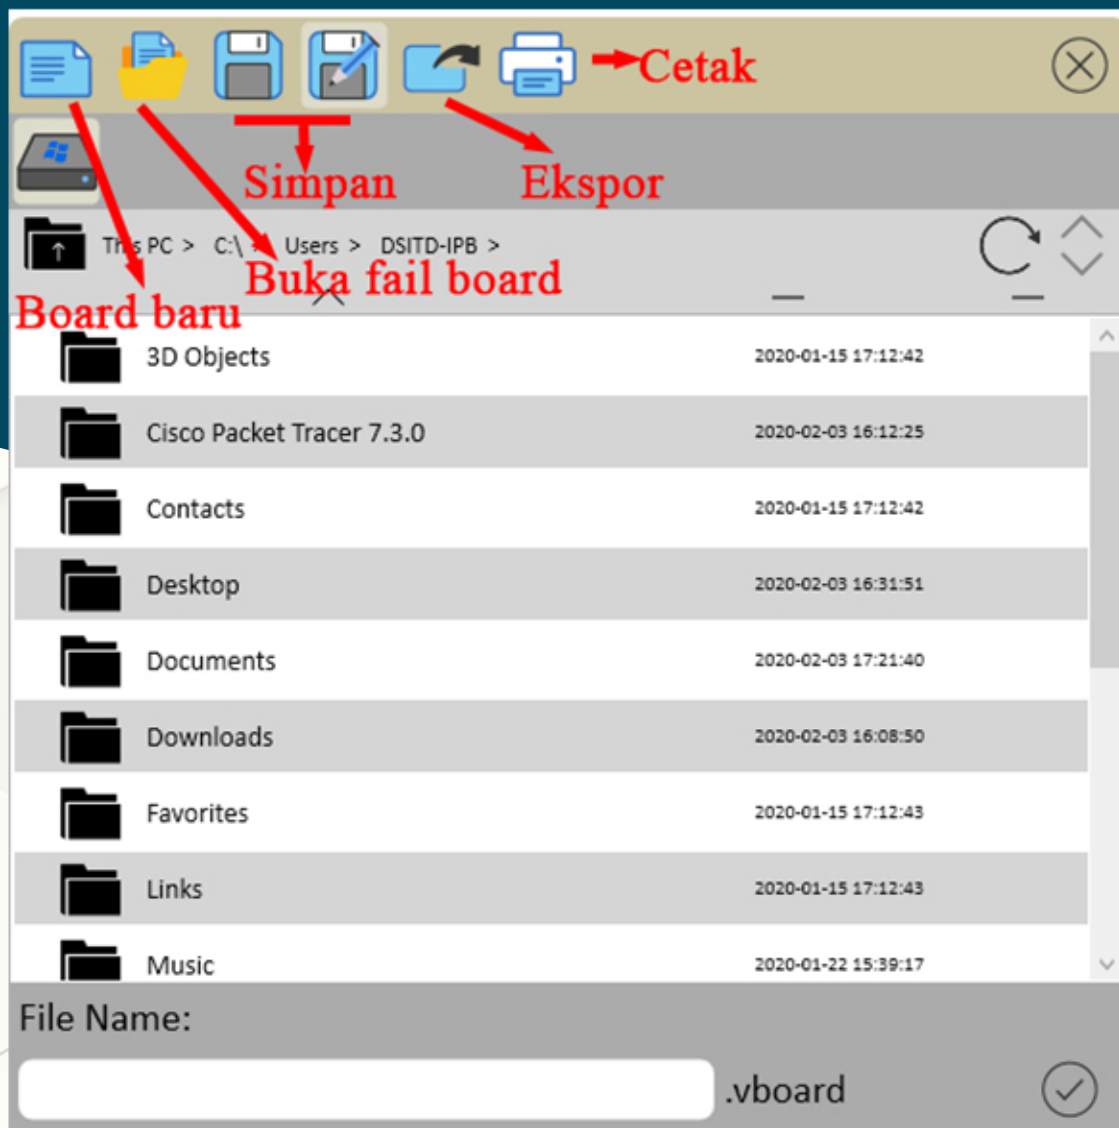 Cetak
Simpan
Ekspor
This PC > C:\ > Users > DSITD-IPB >
Buka fail board
Board baru
3D Objects 2020-01-15 17:12:42
Cisco Packet Tracer 7.3.0 2020-02-03 16:12:25
Contacts 2020-01-15 17:12:42
Desktop 2020-02-03 16:31:51
Documents 2020-02-03 17:21:40
Downloads 2020-02-03 16:08:50
Favorites 2020-01-15 17:12:43
Links 2020-01-15 17:12:43
Music 2020-01-22 15:39:17
File Name:
.vboard